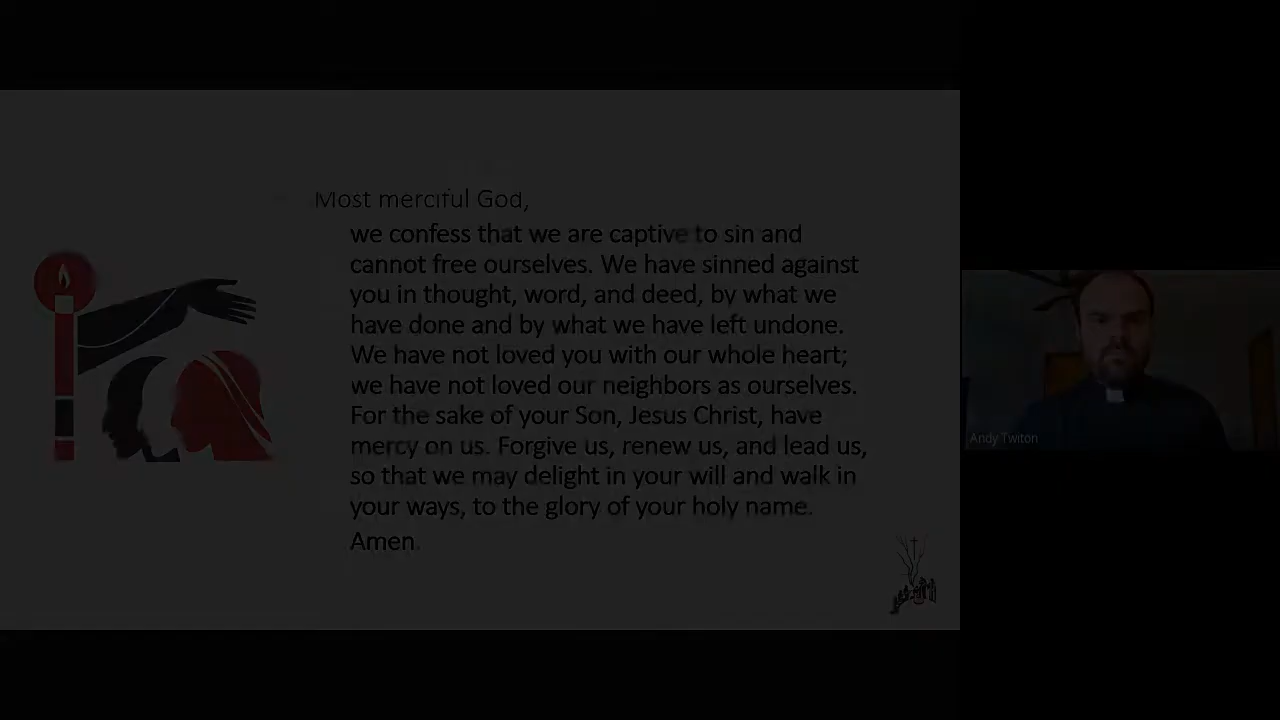 Most merciful God,
we confess that we are captive to sin and
cannot free ourselves. We have sinned against
you in thought, word, and deed, by what we
have done and by what we have left undone.
We have not loved you with our whole heart;
we have not loved our neighbors as ourselves.
For the sake of your Son, Jesus Christ, have
mercy on us. Forgive us, renew us, and lead us,
so that we may delight in your will and walk in
your ways, to the glory of your holy name.
Amen.
Andy Twiton